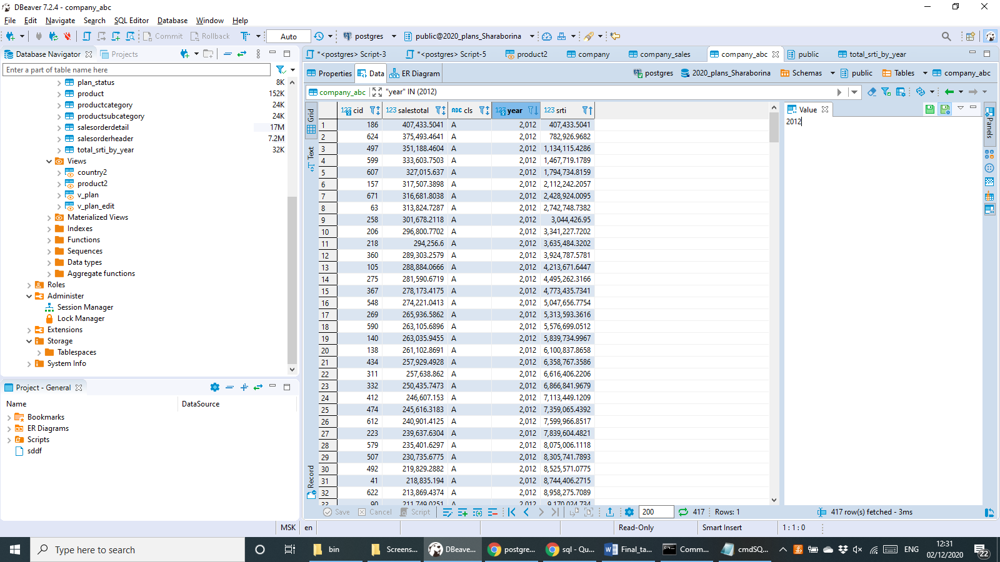 DBeaver 7.2.4 - company_abc
File Edit Navigate Search SQL Editor Database Window Help
Commit Rollback Auto postgres public@2020_plans_Sharaborina
Database Navigator Projects
Enter a part of table name here
plan_status 8K
product 152K
productcategory 24K
productsubcategory 24K
salesorderdetail 17M
salesorderheader 7.2M
total_srti_by_year 32K
Views
country2
product2
v_plan
v_plan_edit
Materialized Views
Indexes
Functions
Sequences
Data types
Aggregate functions
Roles
Administer
Session Manager
Lock Manager
Extensions
Storage
Tablespaces
System Info
Project - General
Name DataSource
Bookmarks
ER Diagrams
Scripts
sddf
*<postgres> Script-3 *<postgres> Script-5 product2 company company_sales company_abc public total_srti_by_year
Properties Data ER Diagram postgres 2020_plans_Sharaborina Schemas public Tables company_abc
company_abc "year" IN (2012)
Grid
Text
Record
123 cid 123 salestotal ABC cls 123 year 123 srti
1 186 407,433.5041 A 2,012 407,433.5041
2 624 375,493.4641 A 2,012 782,926.9682
3 497 351,188.4604 A 2,012 1,134,115.4286
4 599 333,603.7503 A 2,012 1,467,719.1789
5 607 327,015.637 A 2,012 1,794,734.8159
6 157 317,507.3898 A 2,012 2,112,242.2057
7 671 316,681.8038 A 2,012 2,428,924.0095
8 63 313,824.7287 A 2,012 2,742,748.7382
9 258 301,678.2118 A 2,012 3,044,426.95
10 206 296,800.7702 A 2,012 3,341,227.7202
11 218 294,256.6 A 2,012 3,635,484.3202
12 360 289,303.2579 A 2,012 3,924,787.5781
13 105 288,884.0666 A 2,012 4,213,671.6447
14 275 281,590.6719 A 2,012 4,495,262.3166
15 367 278,173.4175 A 2,012 4,773,435.7341
16 548 274,221.0413 A 2,012 5,047,656.7754
17 269 265,936.5862 A 2,012 5,313,593.3616
18 590 263,105.6896 A 2,012 5,576,699.0512
19 140 263,035.9455 A 2,012 5,839,734.9967
20 138 261,102.8691 A 2,012 6,100,837.8658
21 434 257,929.4928 A 2,012 6,358,767.3586
22 311 257,638.862 A 2,012 6,616,406.2206
23 332 250,435.7473 A 2,012 6,866,841.9679
24 412 246,607.153 A 2,012 7,113,449.1209
25 474 245,616.3183 A 2,012 7,359,065.4392
26 612 240,901.4125 A 2,012 7,599,966.8517
27 223 239,637.6304 A 2,012 7,839,604.4821
28 579 235,401.6297 A 2,012 8,075,006.1118
29 507 230,735.6775 A 2,012 8,305,741.7893
30 492 219,829.2882 A 2,012 8,525,571.0775
31 41 218,835.194 A 2,012 8,744,406.2715
32 622 213,869.4374 A 2,012 8,958,275.7089
33 90 211,749.0251 A 2,012 9,170,024.734
Value
2012
Panels
Save Cancel Script 200 417 Rows: 1 417 row(s) fetched - 3ms
MSK en Read-Only Smart Insert 1 : 1 : 0
Type here to search bin Screens... DBeave... postgre... sql - Qu... Final_ta... Comm... cmdSQ... ENG 12:31
02/12/2020 22